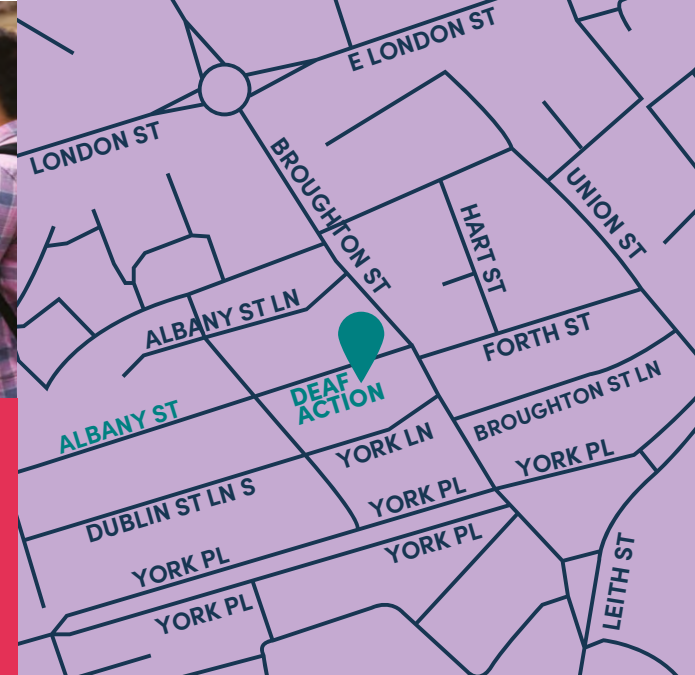 E LONDON ST
LONDON ST
BROUGHTON ST
UNION ST
HART ST
ALBANY ST LN
FORTH ST
DEAF
ACTION
ALBANY ST
BROUGHTON ST LN
YORK LN
YORK PL
YORK PL
DUBLIN ST LN S
YORK PL
YORK PL
YORK PL
LEITH ST